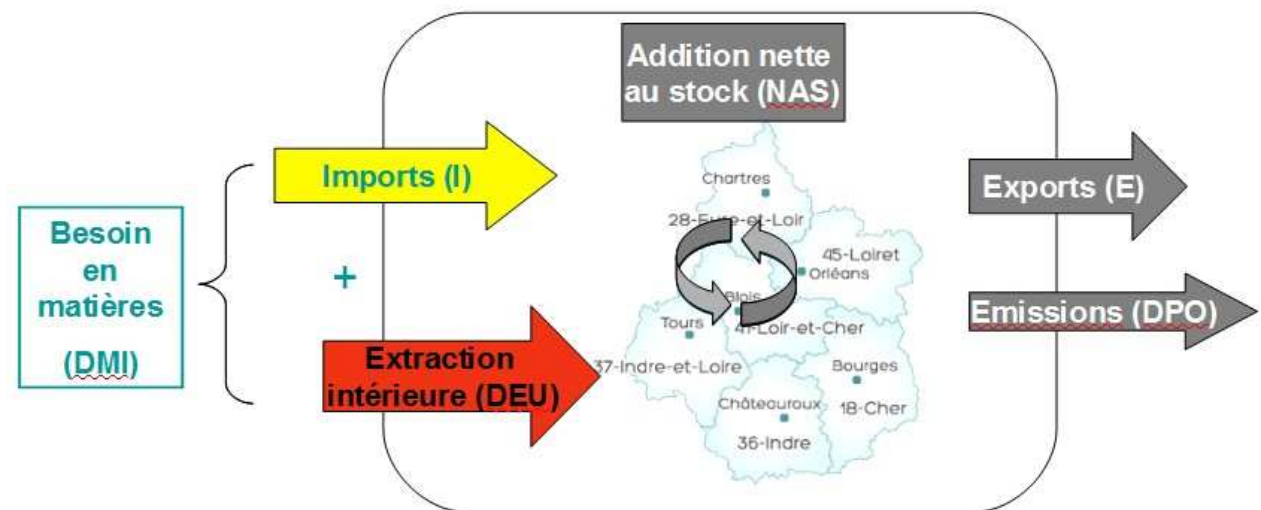 Addition nette
au stock (NAS)
Imports (I)
Besoin
en
matières
(DMI)
+
Extraction
intérieure (DEU)
Chartres
28-Eure-et-Loir
45-Loiret
Orléans
Blois
41-Loir-et-Cher
Tours
37-Indre-et-Loire
Bourges
18-Cher
Châteauroux
36-Indre
Exports (E)
Emissions (DPO)